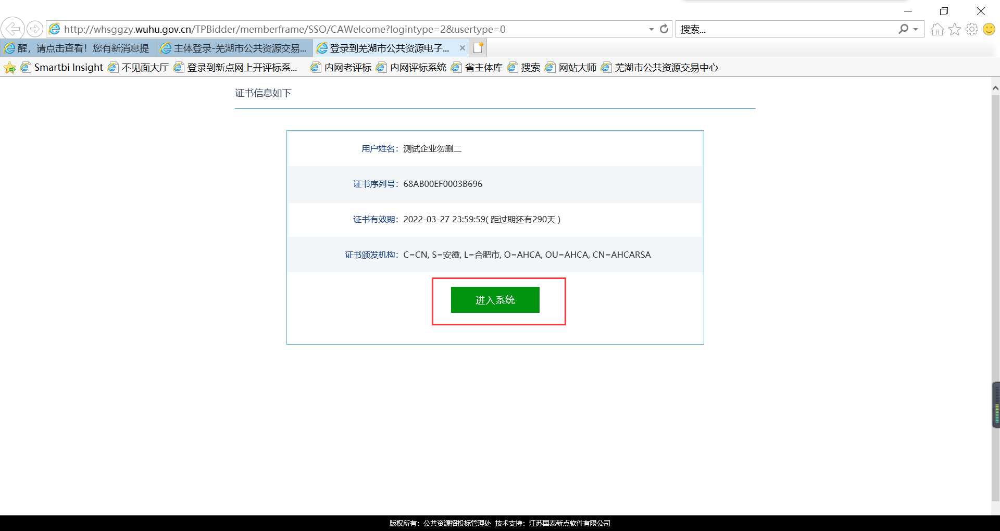 http://whsggzy.wuhu.gov.cn/TPBidder/memberframe/SSO/CAWelcome?logintype=2&usertype=0
搜索...
醒，请点击查看！您有新消息提
主体登录-芜湖市公共资源交易...
登录到芜湖市公共资源电子...
Smartbi Insight 不见面大厅 登录到新点网上开评标系... 内网老评标 内网评标系统 省主体库 搜索 网站大师 芜湖市公共资源交易中心
证书信息如下
用户姓名：测试企业勿删二
证书序列号：68AB00EF0003B696
证书有效期：2022-03-27 23:59:59( 距过期还有290天 )
证书颁发机构：C=CN, S=安徽, L=合肥市, O=AHCA, OU=AHCA, CN=AHCARSA
进入系统
版权所有：公共资源招投标管理处 技术支持：江苏国泰新点软件有限公司